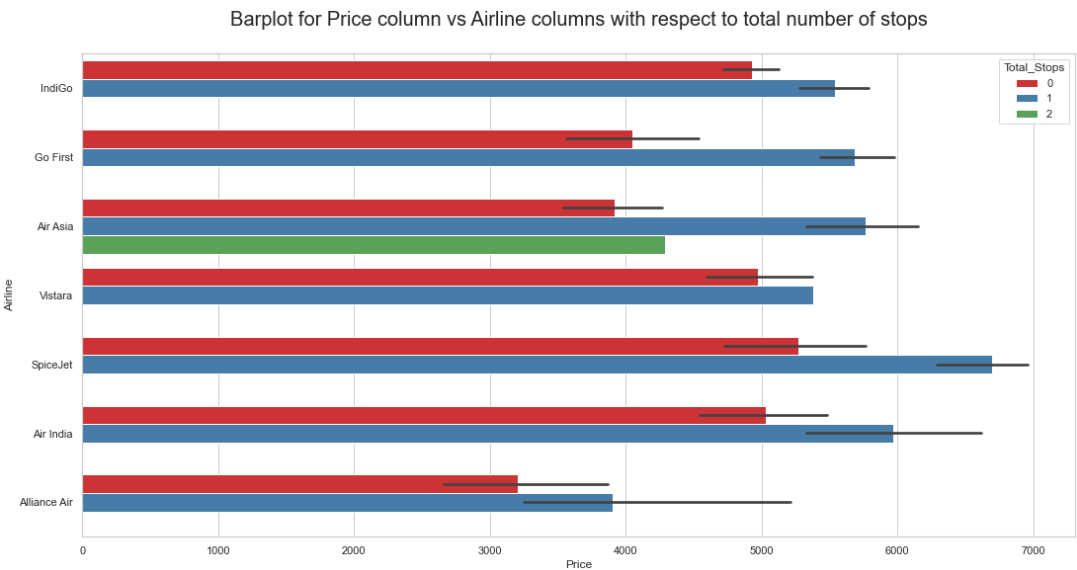 Barplot for Price column vs Airline columns with respect to total number of stops
Total_Stops
0
1
2
IndiGo
Go First
Air Asia
Vistara
SpiceJet
Air India
Alliance Air
Airline
0 1000 2000 3000 4000 5000 6000 7000
Price